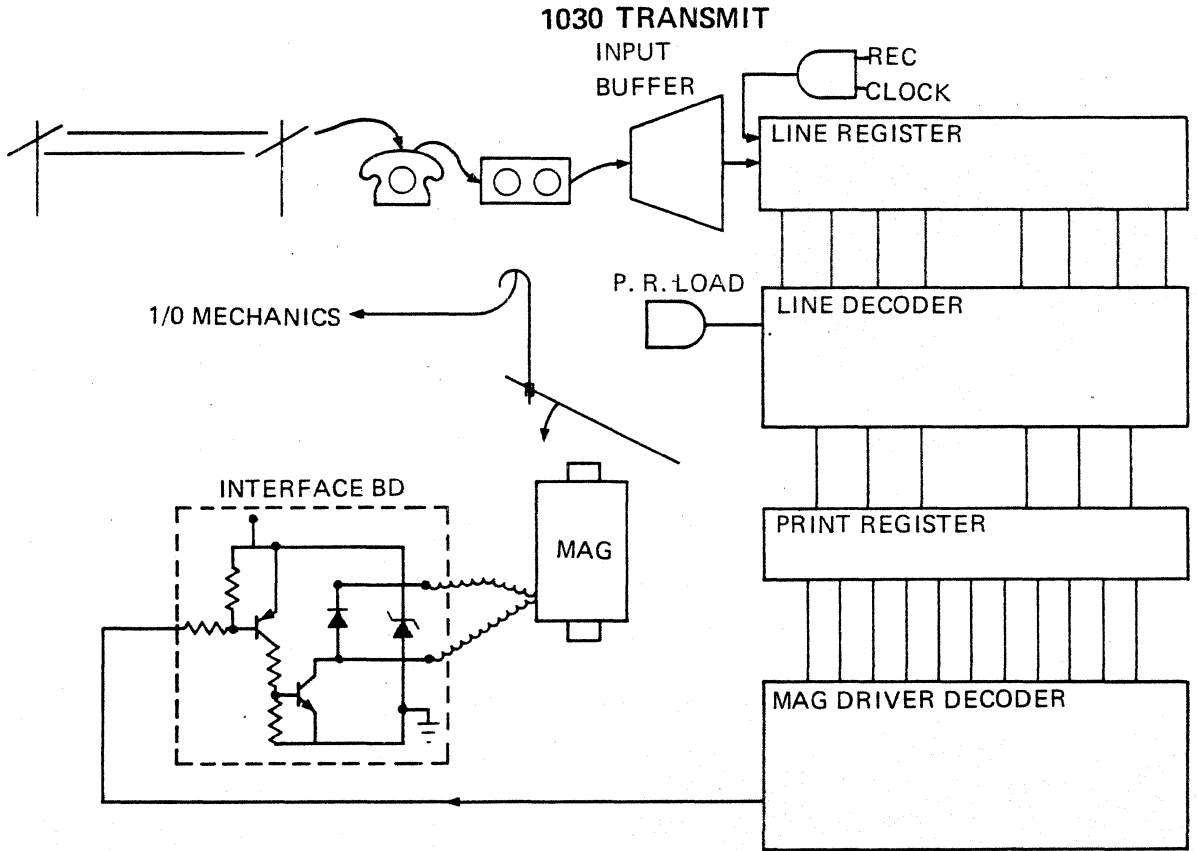 1030 TRANSMIT
INPUT
BUFFER
REC
CLOCK
LINE REGISTER
P. R. LOAD
LINE DECODER
1/0 MECHANICS
INTERFACE BD
MAG
PRINT REGISTER
MAG DRIVER DECODER